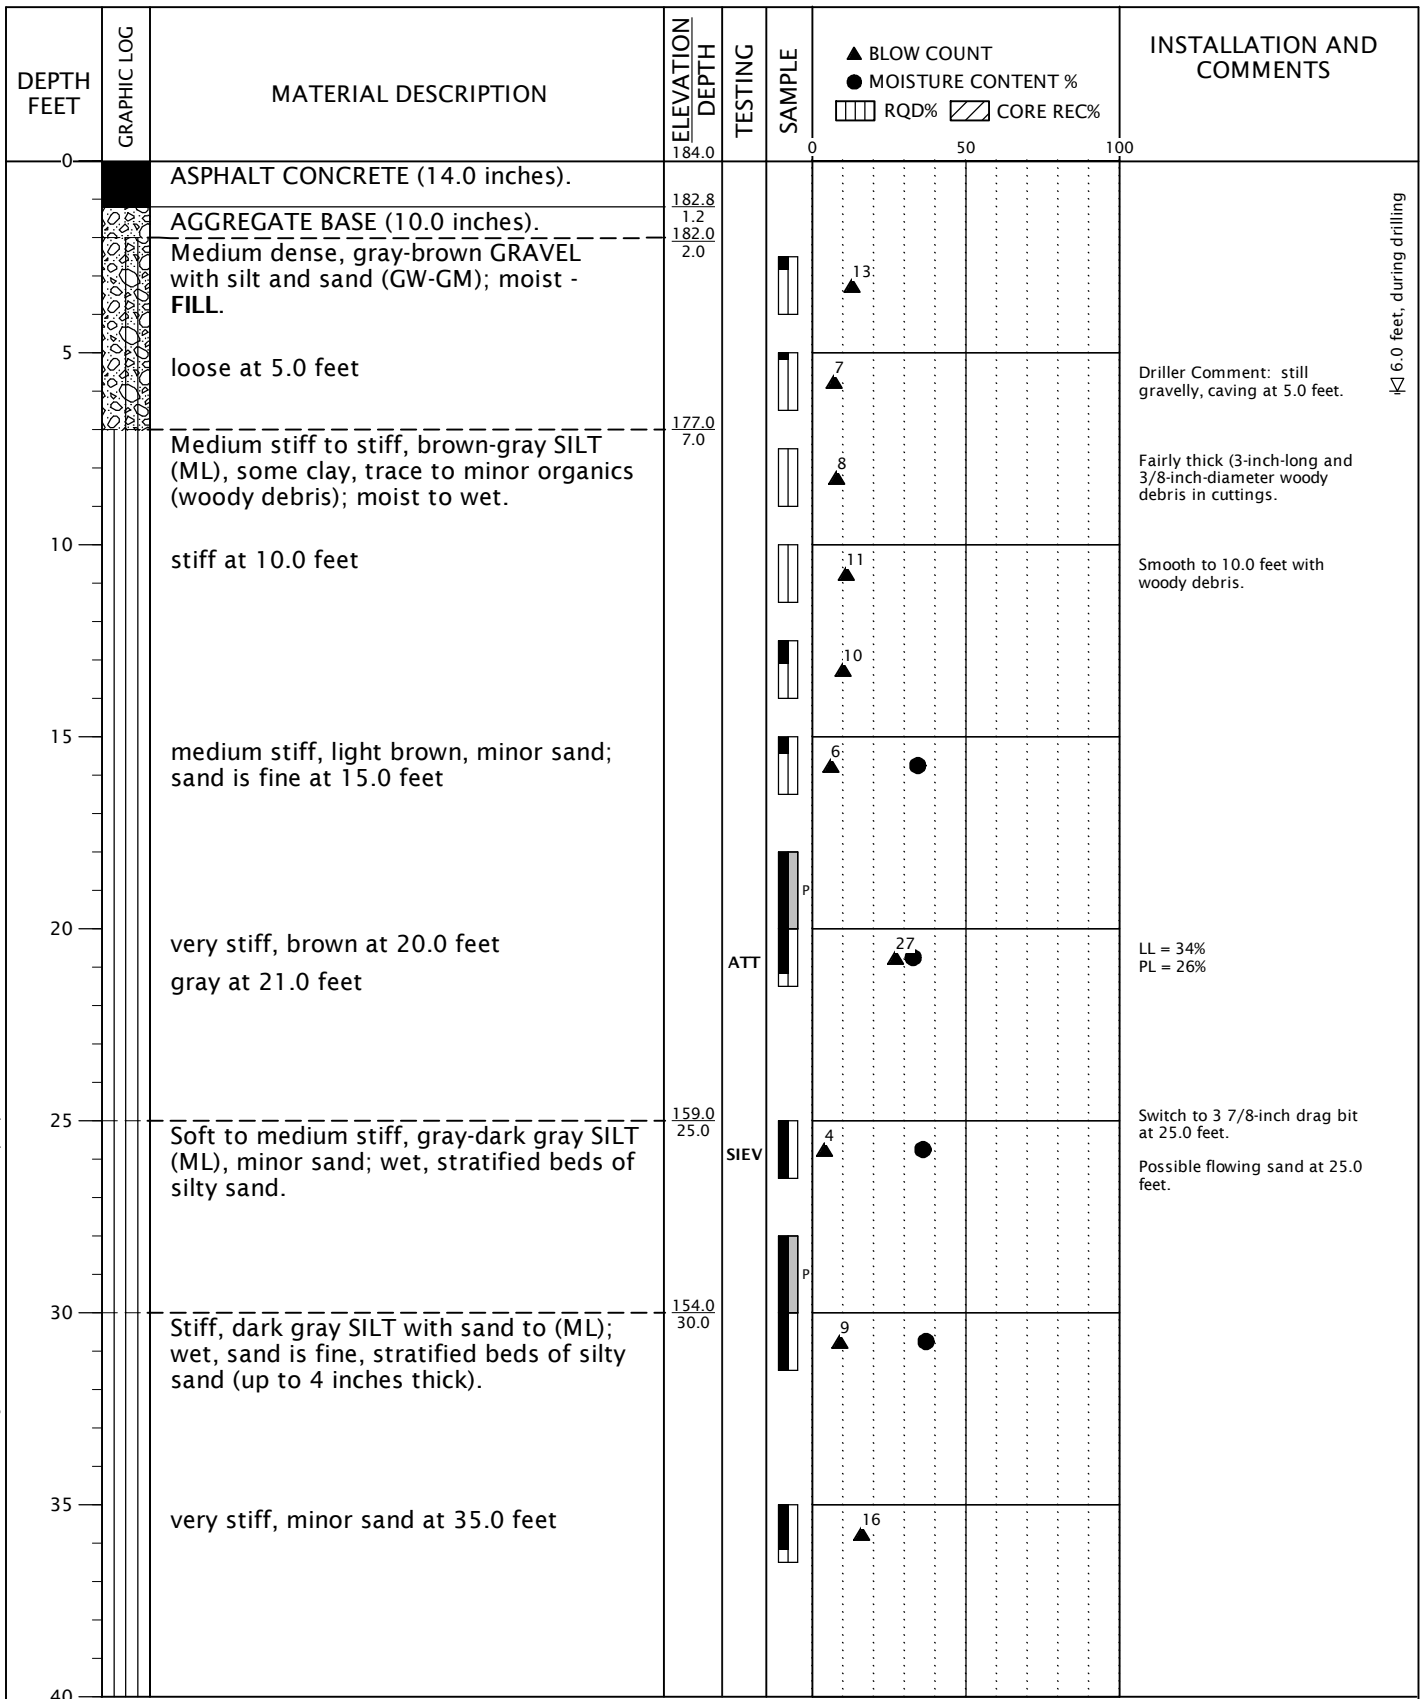 DEPTH
FEET
GRAPHIC LOG
MATERIAL DESCRIPTION
ELEVATION
DEPTH
TESTING
SAMPLE
▲ BLOW COUNT
● MOISTURE CONTENT %
RQD% CORE REC%
INSTALLATION AND
COMMENTS
0
184.0
0 50 100
ASPHALT CONCRETE (14.0 inches).
182.8
1.2
AGGREGATE BASE (10.0 inches).
182.0
2.0
Medium dense, gray-brown GRAVEL
with silt and sand (GW-GM); moist -
FILL.
13
6.0 feet, during drilling
5
loose at 5.0 feet
7
Driller Comment: still
gravelly, caving at 5.0 feet.
177.0
7.0
Medium stiff to stiff, brown-gray SILT
(ML), some clay, trace to minor organics
(woody debris); moist to wet.
8
Fairly thick (3-inch-long and
3/8-inch-diameter woody
debris in cuttings.
10
stiff at 10.0 feet
11
Smooth to 10.0 feet with
woody debris.
10
15
medium stiff, light brown, minor sand;
sand is fine at 15.0 feet
6
P
20
very stiff, brown at 20.0 feet
gray at 21.0 feet
ATT
27
LL = 34%
PL = 26%
25
159.0
25.0
Soft to medium stiff, gray-dark gray SILT
(ML), minor sand; wet, stratified beds of
silty sand.
SIEV
4
Switch to 3 7/8-inch drag bit
at 25.0 feet.
Possible flowing sand at 25.0
feet.
P
30
154.0
30.0
Stiff, dark gray SILT with sand to (ML);
wet, sand is fine, stratified beds of silty
sand (up to 4 inches thick).
9
35
very stiff, minor sand at 35.0 feet
16
40